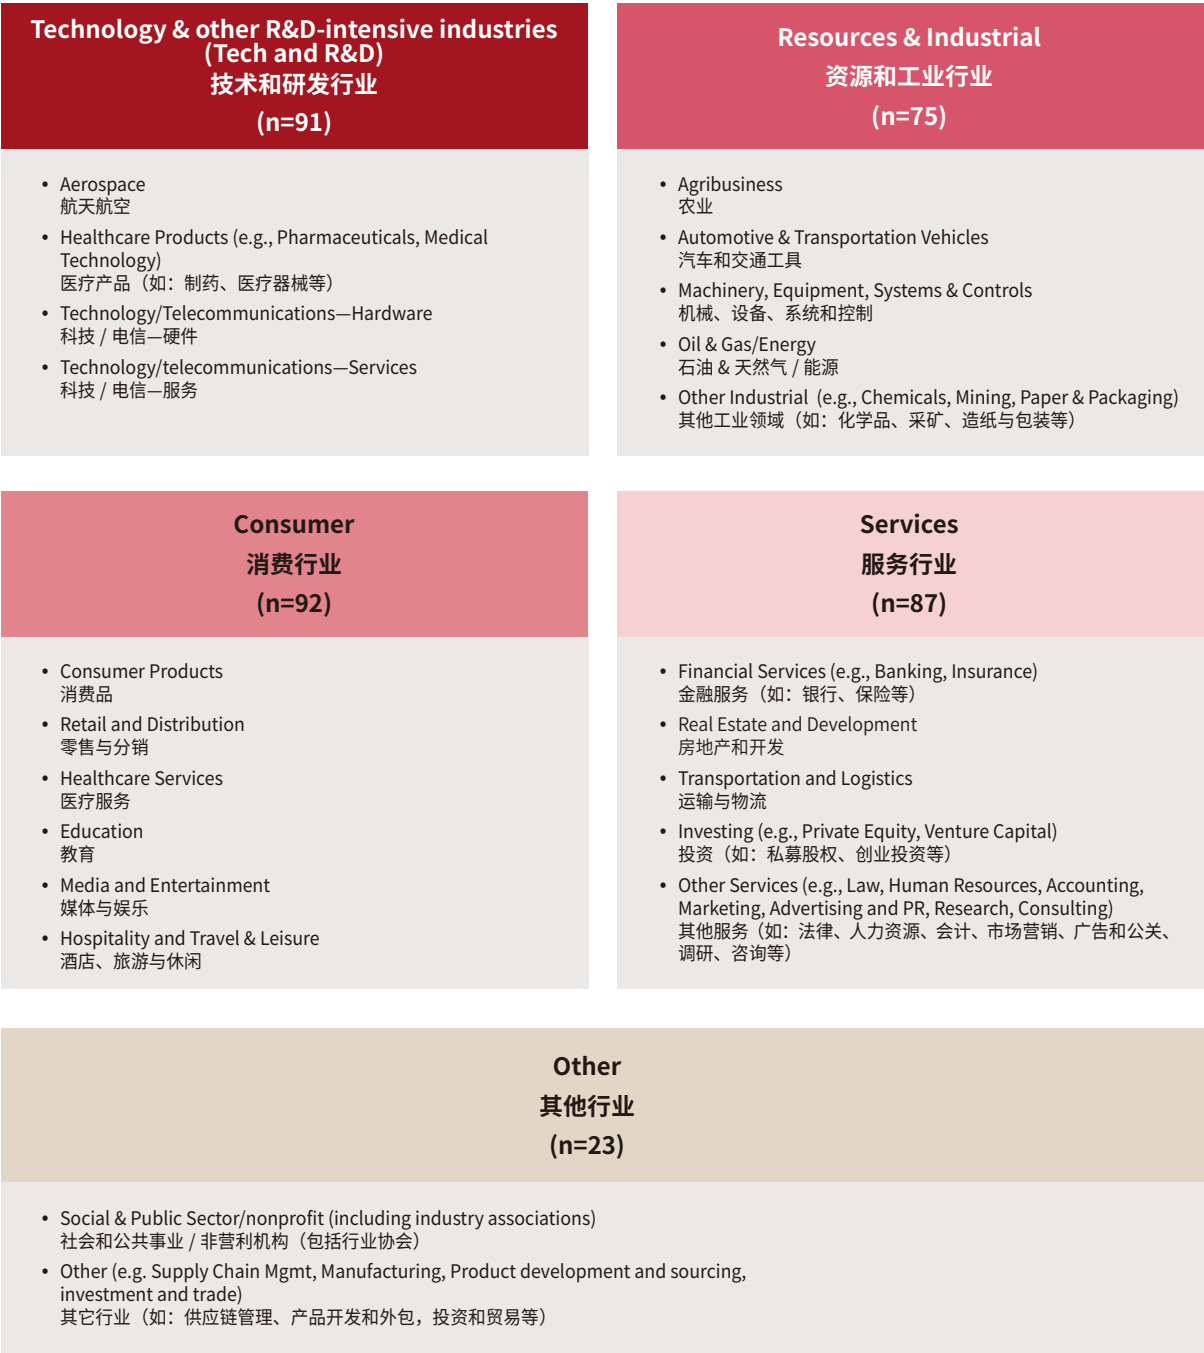 Technology & other R&D-intensive industries
(Tech and R&D)
技术和研发行业
(n=91)
• Aerospace
航天航空
• Healthcare Products (e.g., Pharmaceuticals, Medical
Technology)
医疗产品（如：制药、医疗器械等）
• Technology/Telecommunications—Hardware
科技 / 电信—硬件
• Technology/telecommunications—Services
科技 / 电信—服务
Resources & Industrial
资源和工业行业
(n=75)
• Agribusiness
农业
• Automotive & Transportation Vehicles
汽车和交通工具
• Machinery, Equipment, Systems & Controls
机械、设备、系统和控制
• Oil & Gas/Energy
石油 & 天然气 / 能源
• Other Industrial (e.g., Chemicals, Mining, Paper & Packaging)
其他工业领域（如：化学品、采矿、造纸与包装等）
Consumer
消费行业
(n=92)
• Consumer Products
消费品
• Retail and Distribution
零售与分销
• Healthcare Services
医疗服务
• Education
教育
• Media and Entertainment
媒体与娱乐
• Hospitality and Travel & Leisure
酒店、旅游与休闲
Services
服务行业
(n=87)
• Financial Services (e.g., Banking, Insurance)
金融服务（如：银行、保险等）
• Real Estate and Development
房地产和开发
• Transportation and Logistics
运输与物流
• Investing (e.g., Private Equity, Venture Capital)
投资（如：私募股权、创业投资等）
• Other Services (e.g., Law, Human Resources, Accounting,
Marketing, Advertising and PR, Research, Consulting)
其他服务（如：法律、人力资源、会计、市场营销、广告和公关、
调研、咨询等）
Other
其他行业
(n=23)
• Social & Public Sector/nonprofit (including industry associations)
社会和公共事业 / 非营利机构（包括行业协会）
• Other (e.g. Supply Chain Mgmt, Manufacturing, Product development and sourcing,
investment and trade)
其它行业（如：供应链管理、产品开发和外包，投资和贸易等）